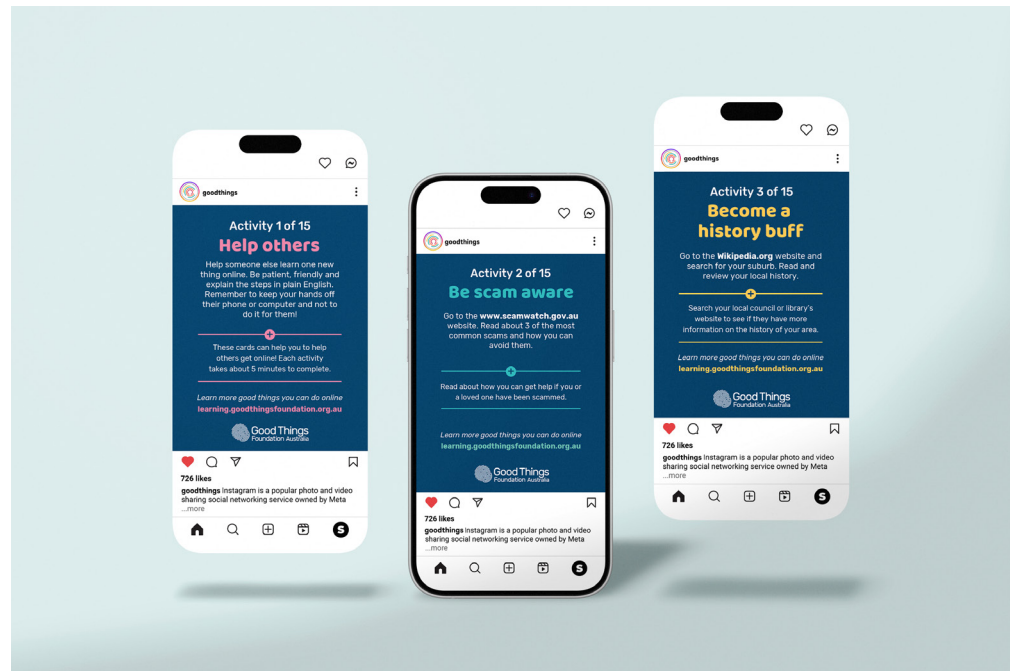 goodthings
Activity 1 of 15
Help others
Help someone else learn one new
thing online. Be patient, friendly and
explain the steps in plain English.
Remember to keep your hands off
their phone or computer and not to
do it for them!
These cards can help you to help
others get online! Each activity
takes about 5 minutes to complete.
Learn more good things you can do online
learning.goodthingsfoundation.org.au
Good Things
Foundation Australia
726 likes
goodthings Instagram is a popular photo and video
sharing social networking service owned by Meta
...more
S
goodthings
Activity 2 of 15
Be scam aware
Go to the www.scamwatch.gov.au
website. Read about 3 of the most
common scams and how you can
avoid them.
Read about how you can get help if you or
a loved one have been scammed.
Learn more good things you can do online
learning.goodthingsfoundation.org.au
Good Things
Foundation Australia
726 likes
goodthings Instagram is a popular photo and video
sharing social networking service owned by Meta
...more
S
goodthings
Activity 3 of 15
Become a
history buff
Go to the Wikipedia.org website and
search for your suburb. Read and
review your local history.
Search your local council or library's
website to see if they have more
information on the history of your area.
Learn more good things you can do online
learning.goodthingsfoundation.org.au
Good Things
Foundation Australia
726 likes
goodthings Instagram is a popular photo and video
sharing social networking service owned by Meta
...more
S